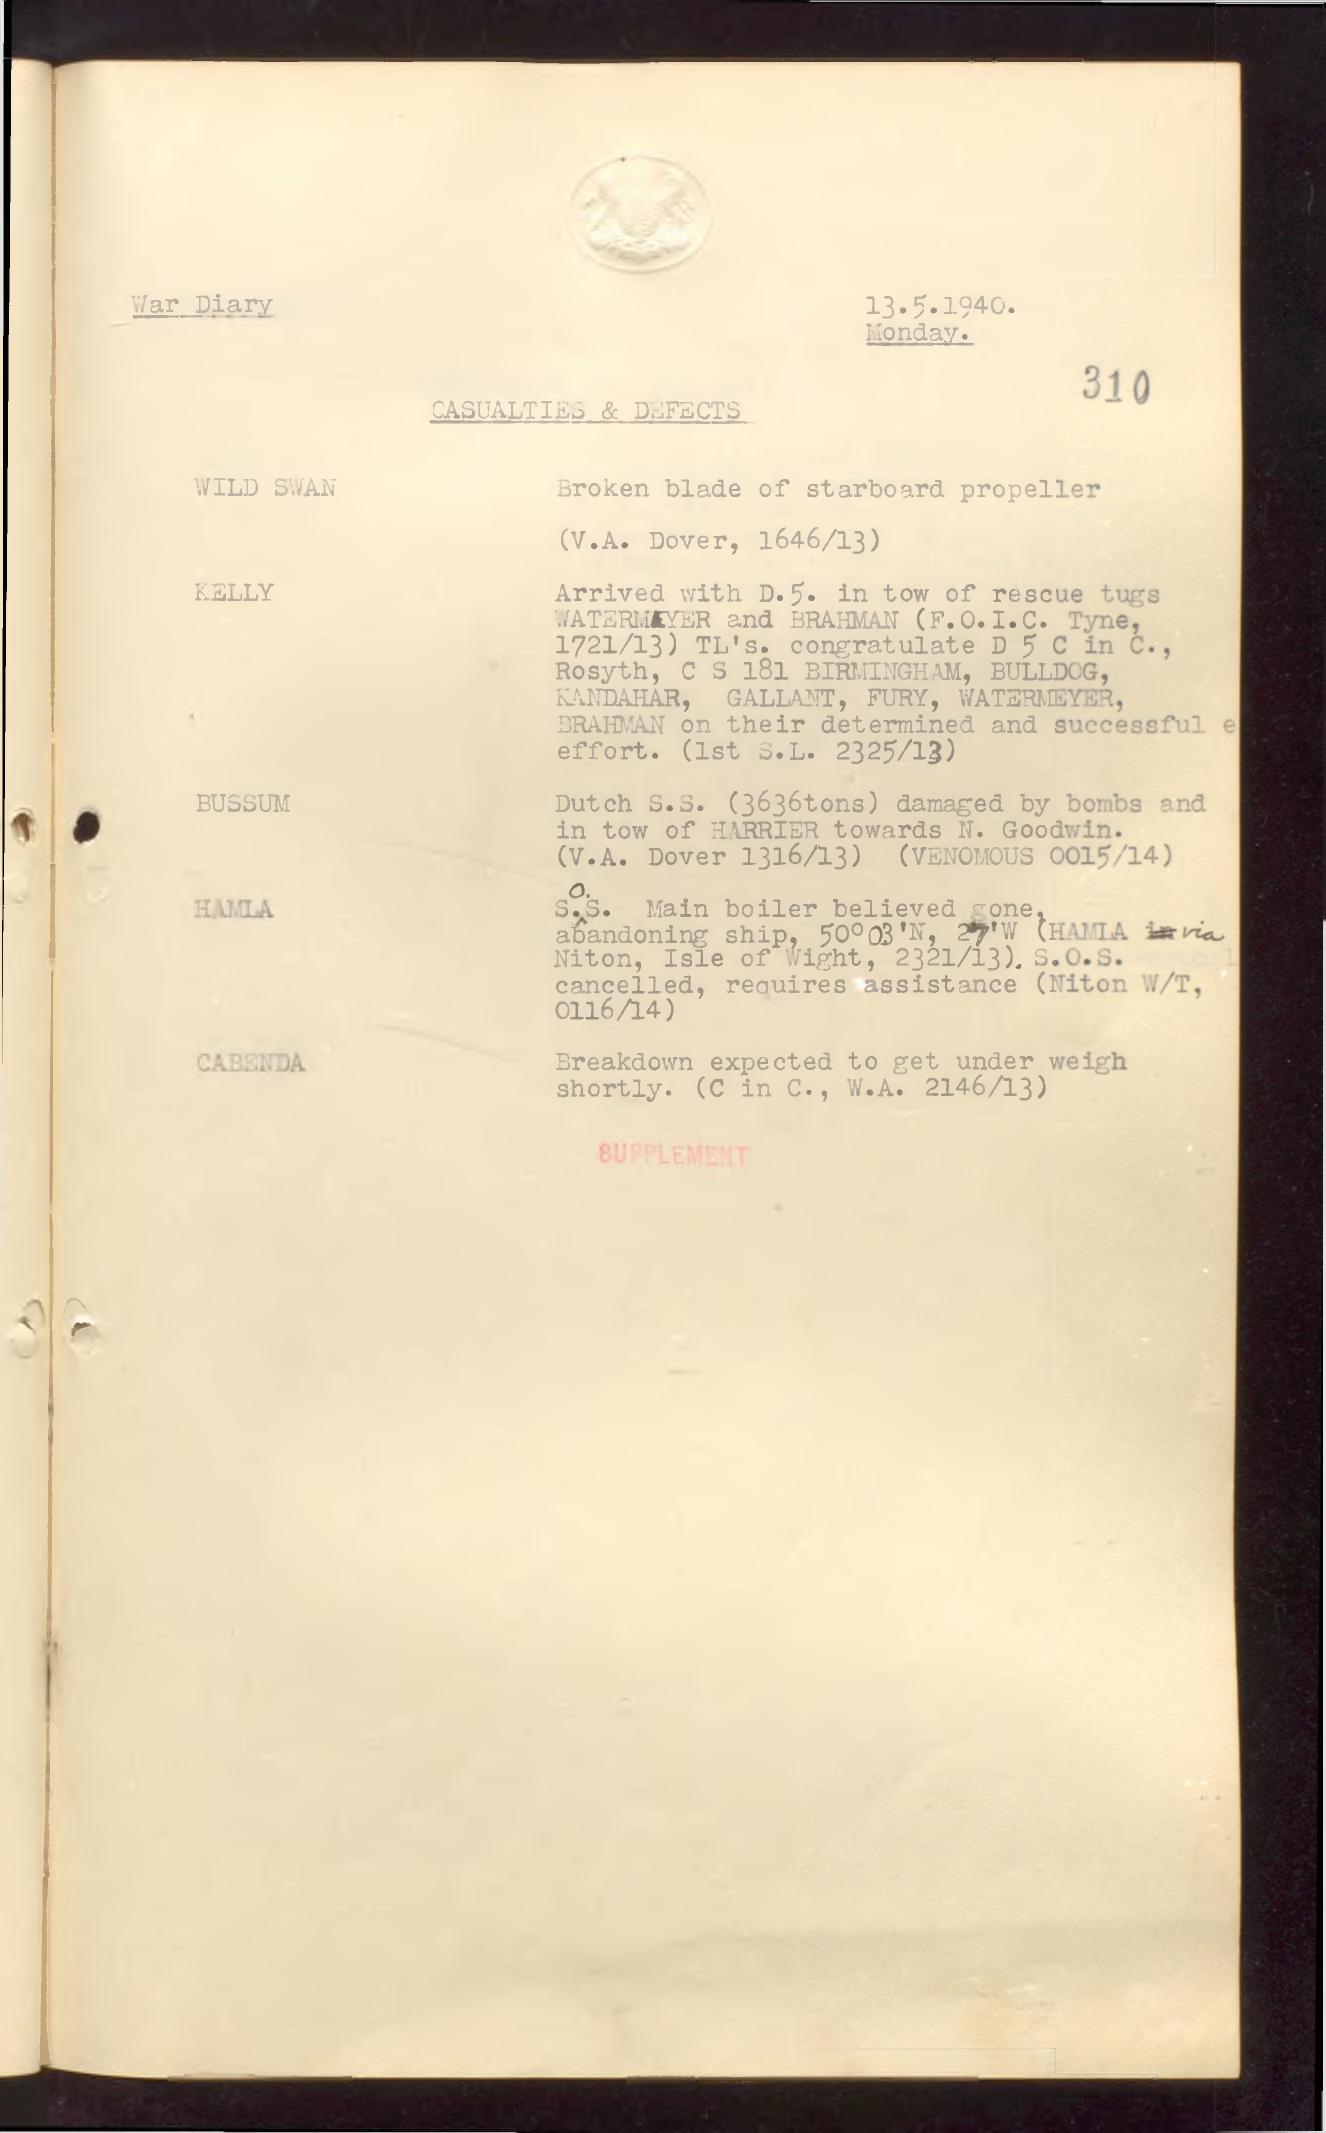 War Diary
13.5.1940.
Monday.
310
CASUALTIES & DEFECTS
WILD SWAN Broken blade of starboard propeller
(V.A. Dover, 1646/13)
KELLY Arrived with D.5. in tow of rescue tugs
WATERMEYER and BRAHMAN (F.O.I.C. Tyne,
1721/13) TL's. congratulate D 5 C in C.,
Rosyth, C S 181 BIRMINGHAM, BULLDOG,
KANDAHAR, GALLANT, FURY, WATERMEYER,
BRAHMAN on their determined and successful e
effort. (1st S.L. 2325/13)
BUSSUM Dutch S.S. (3636tons) damaged by bombs and
in tow of HARRIER towards N. Goodwin.
(V.A. Dover 1316/13) (VENOMOUS 0015/14)
HAMLA S.O.S. Main boiler believed gone,
abandoning ship, 50°03'N, 27'W (HAMLA in via
Niton, Isle of Wight, 2321/13). S.O.S.
cancelled, requires assistance (Niton W/T,
0116/14)
CABENDA Breakdown expected to get under weigh
shortly. (C in C., W.A. 2146/13)
SUPPLEMENT